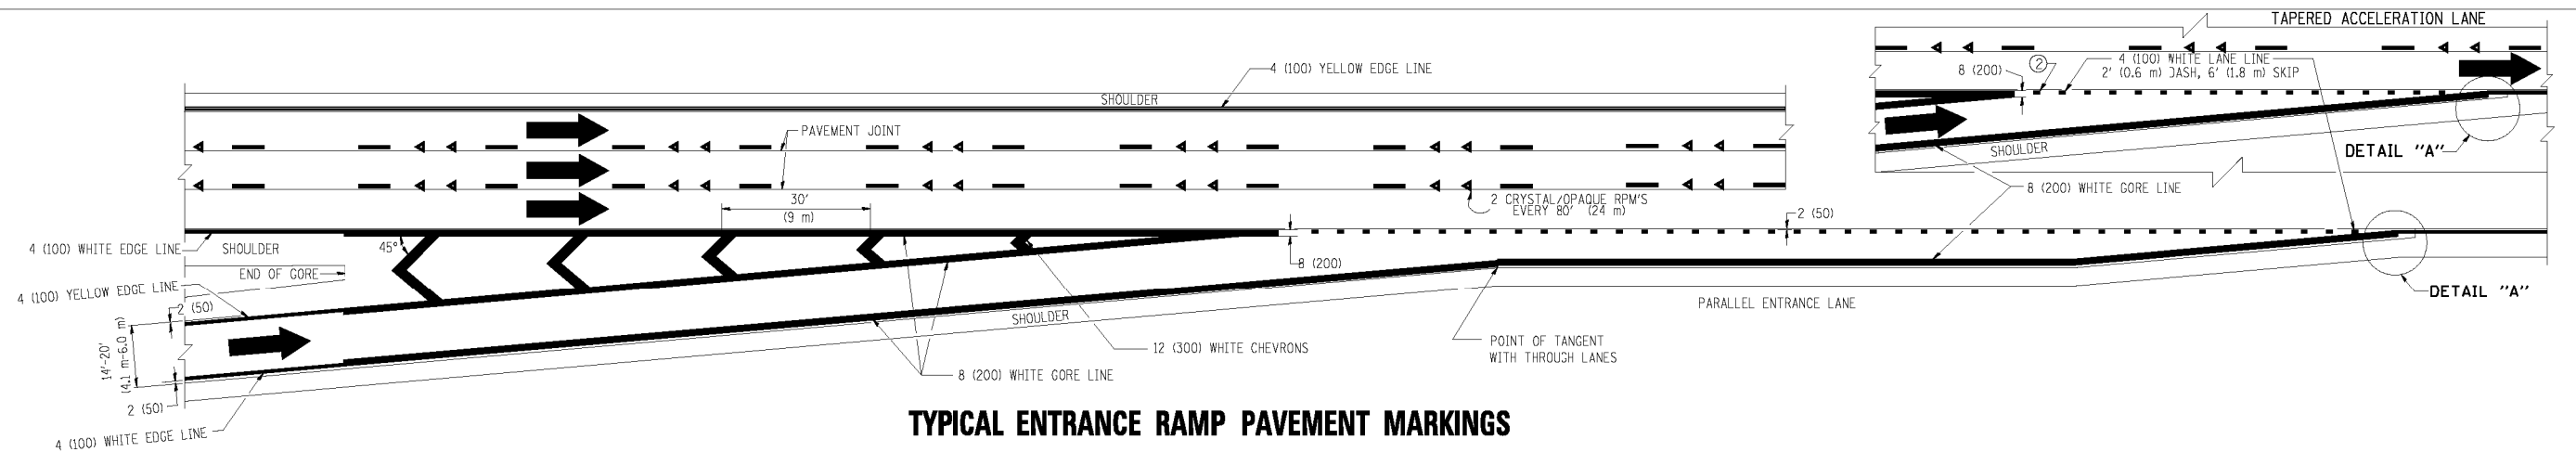 TAPERED ACCELERATION LANE
4 (100) YELLOW EDGE LINE
8 (200)
2
4 (100) WHITE LANE LINE
2' (0.6 m) DASH, 6' (1.8 m) SKIP
SHOULDER
PAVEMENT JOINT
SHOULDER
DETAIL "A"
30'
(9 m)
2 CRYSTAL/OPAQUE RPM'S
EVERY 80' (24 m)
8 (200) WHITE GORE LINE
2 (50)
4 (100) WHITE EDGE LINE
SHOULDER
45°
END OF GORE
8 (200)
4 (100) YELLOW EDGE LINE
2 (50)
DETAIL "A"
PARALLEL ENTRANCE LANE
SHOULDER
14'-20'
(4.1 m-6.0 m)
12 (300) WHITE CHEVRONS
POINT OF TANGENT
WITH THROUGH LANES
8 (200) WHITE GORE LINE
2 (50)
4 (100) WHITE EDGE LINE
TYPICAL ENTRANCE RAMP PAVEMENT MARKINGS